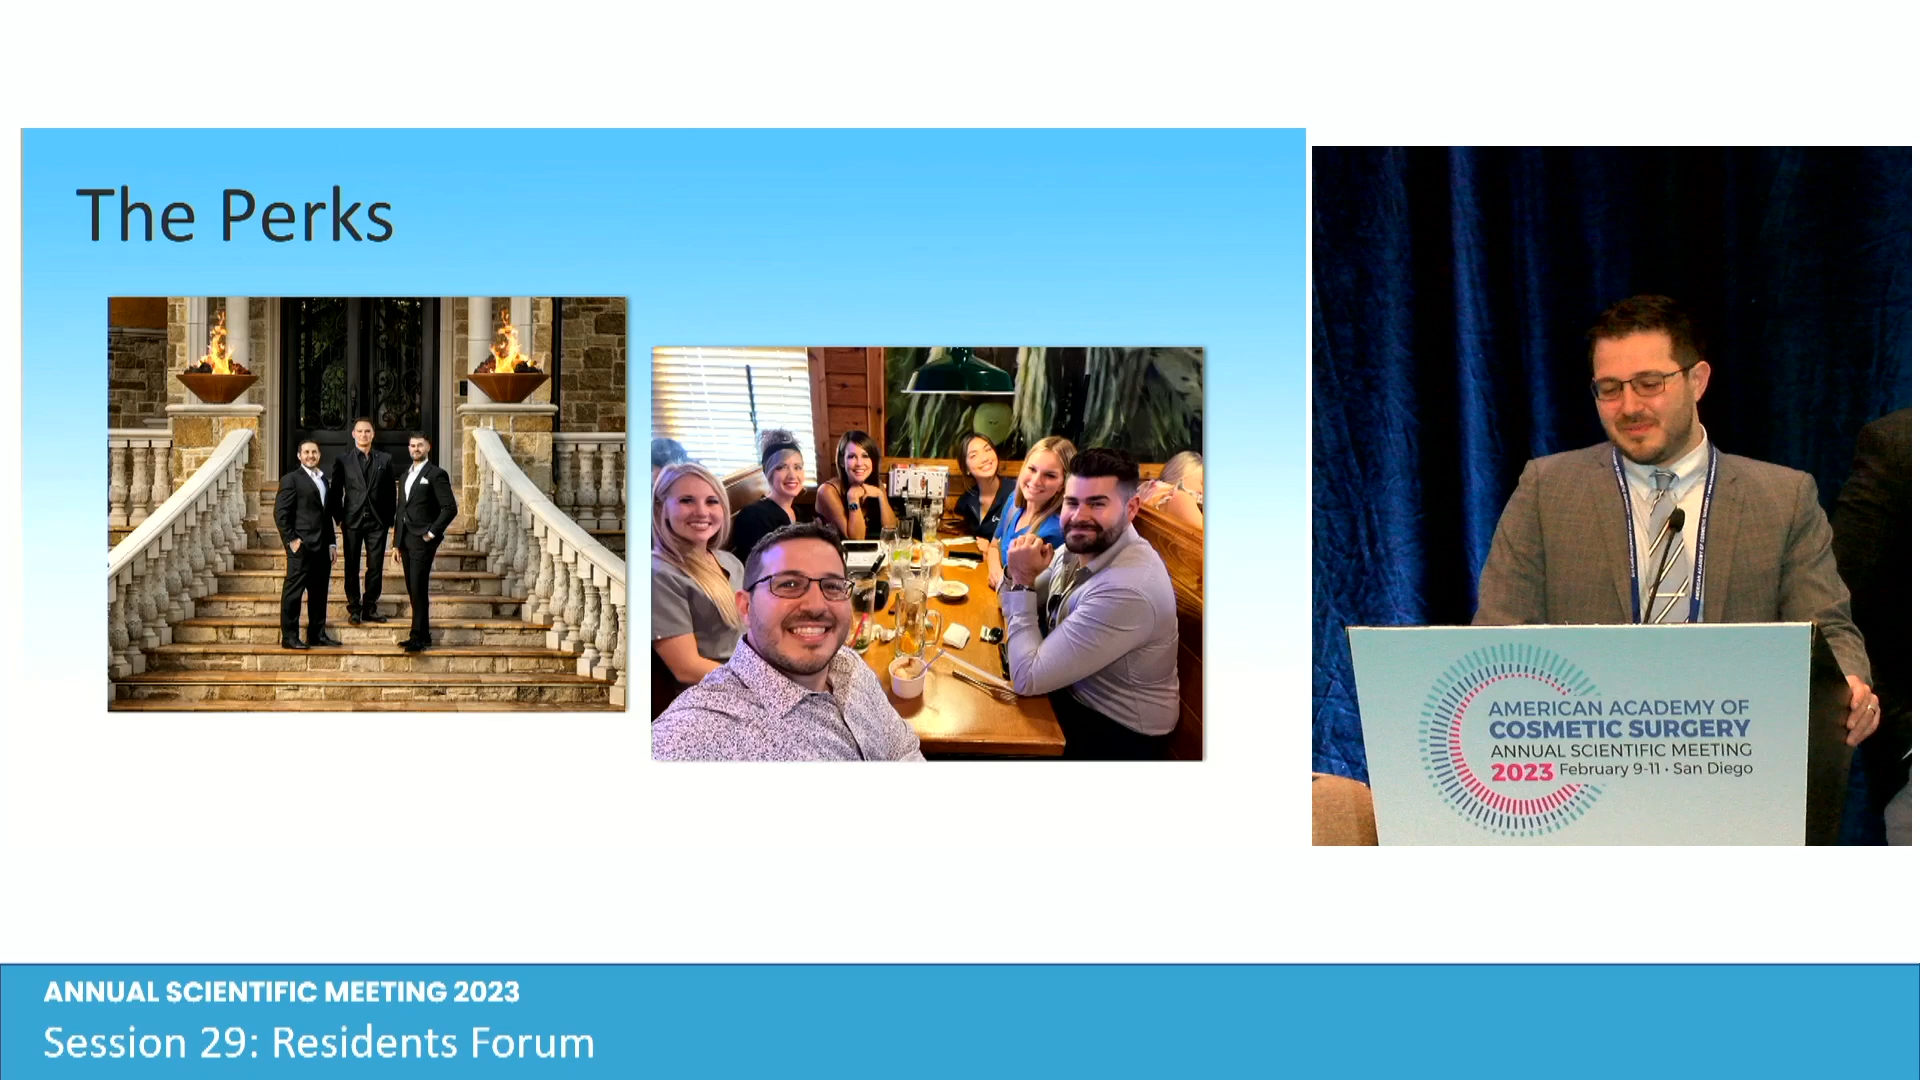 The Perks
AMERICAN ACADEMY OF
COSMETIC SURGERY
ANNUAL SCIENTIFIC MEETING
2023 February 9-11 • San Diego
ANNUAL SCIENTIFIC MEETING 2023
Session 29: Residents Forum